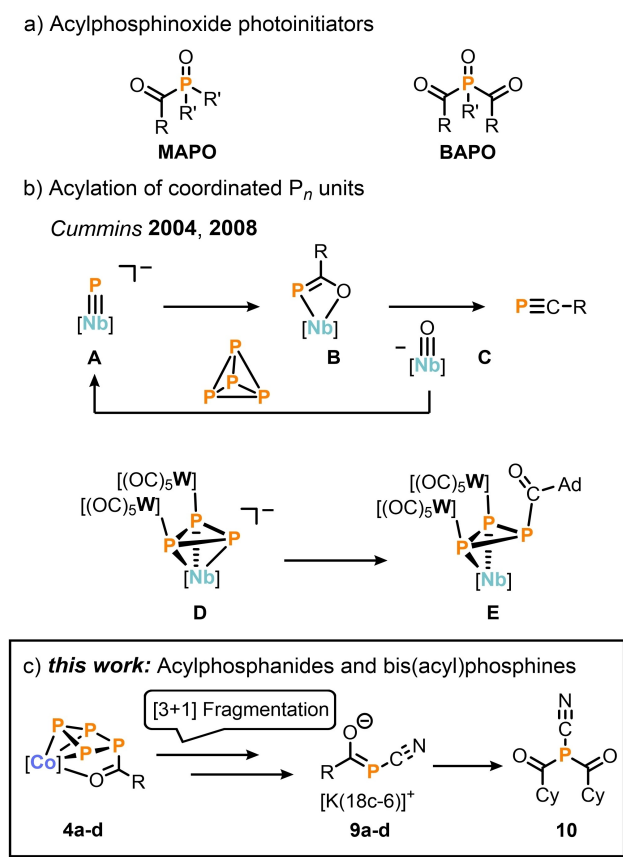 a) Acylphosphinoxide photoinitiators
O O
P R' R' R
MAPO
O O O
P R' R R
BAPO
b) Acylation of coordinated Pn units
Cummins 2004, 2008
P
[Nb]
–
A
R
P O
[Nb]
B
P≡C–R
C
O
– [Nb]
P
P P P
[(OC)5W]
[(OC)5W]
–
P P P
[Nb]
D
[(OC)5W]
[(OC)5W]
O C Ad
P P P
[Nb]
E
c) this work: Acylphosphanides and bis(acyl)phosphines
[3+1] Fragmentation
P P P P
[Co] O R
4a-d
O⊖
R P C N
[K(18c-6)]+
9a-d
N
C
O P O
Cy Cy
10